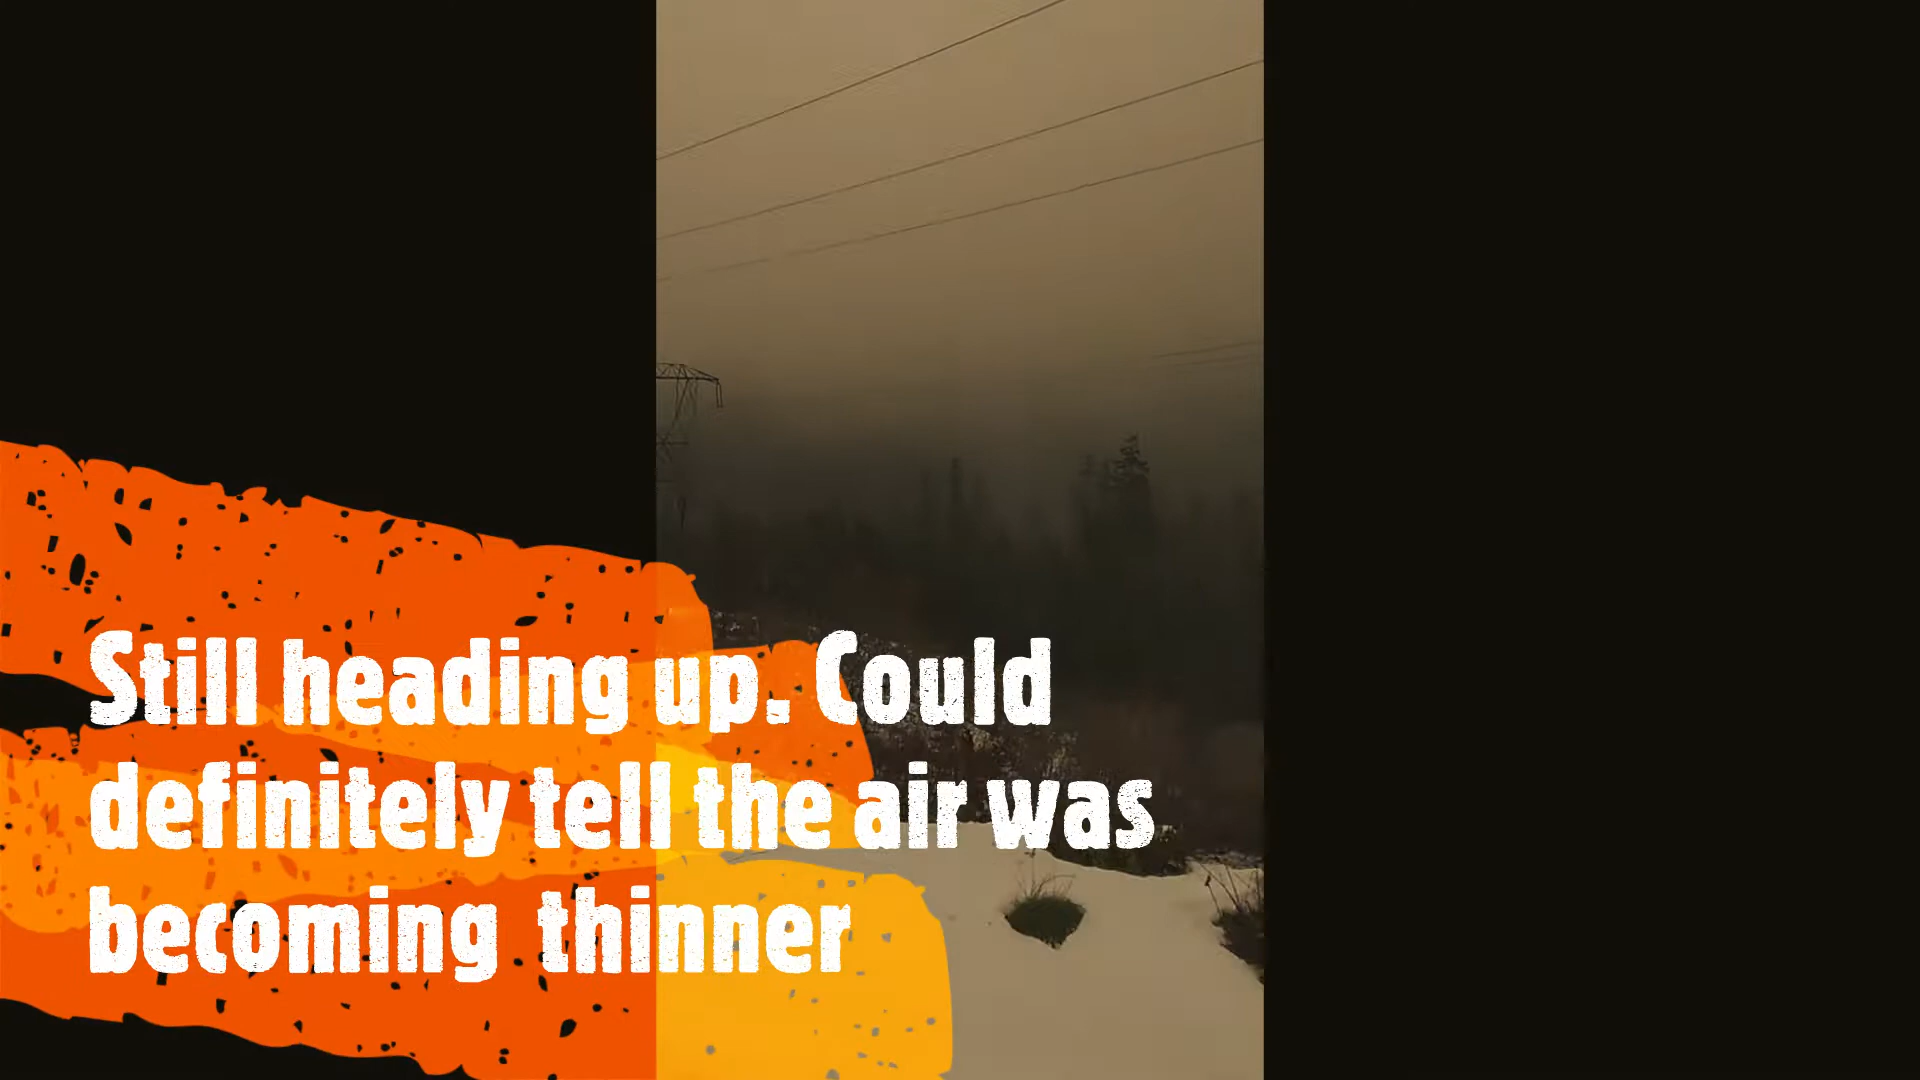 Still heading up. Could
definitely tell the air was
becoming thinner